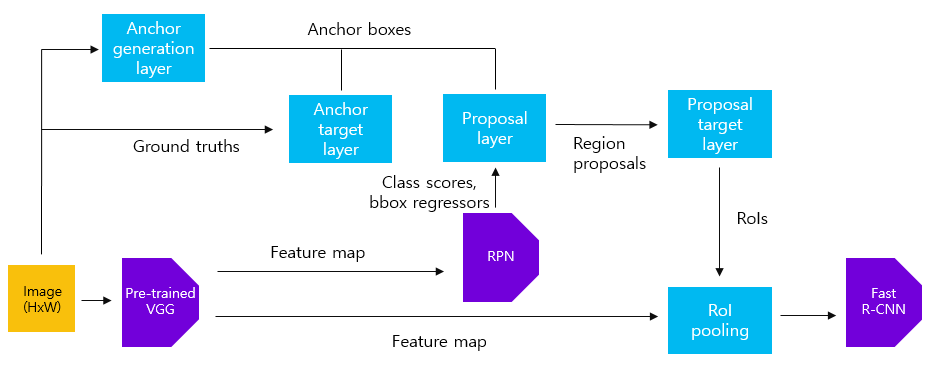 Anchor
generation
layer
Anchor boxes
Anchor
target
layer
Ground truths
Proposal
layer
Region
proposals
Proposal
target
layer
Class scores,
bbox regressors
RoIs
Feature map
RPN
Image
(HxW)
Pre-trained
VGG
Feature map
RoI
pooling
Fast
R-CNN